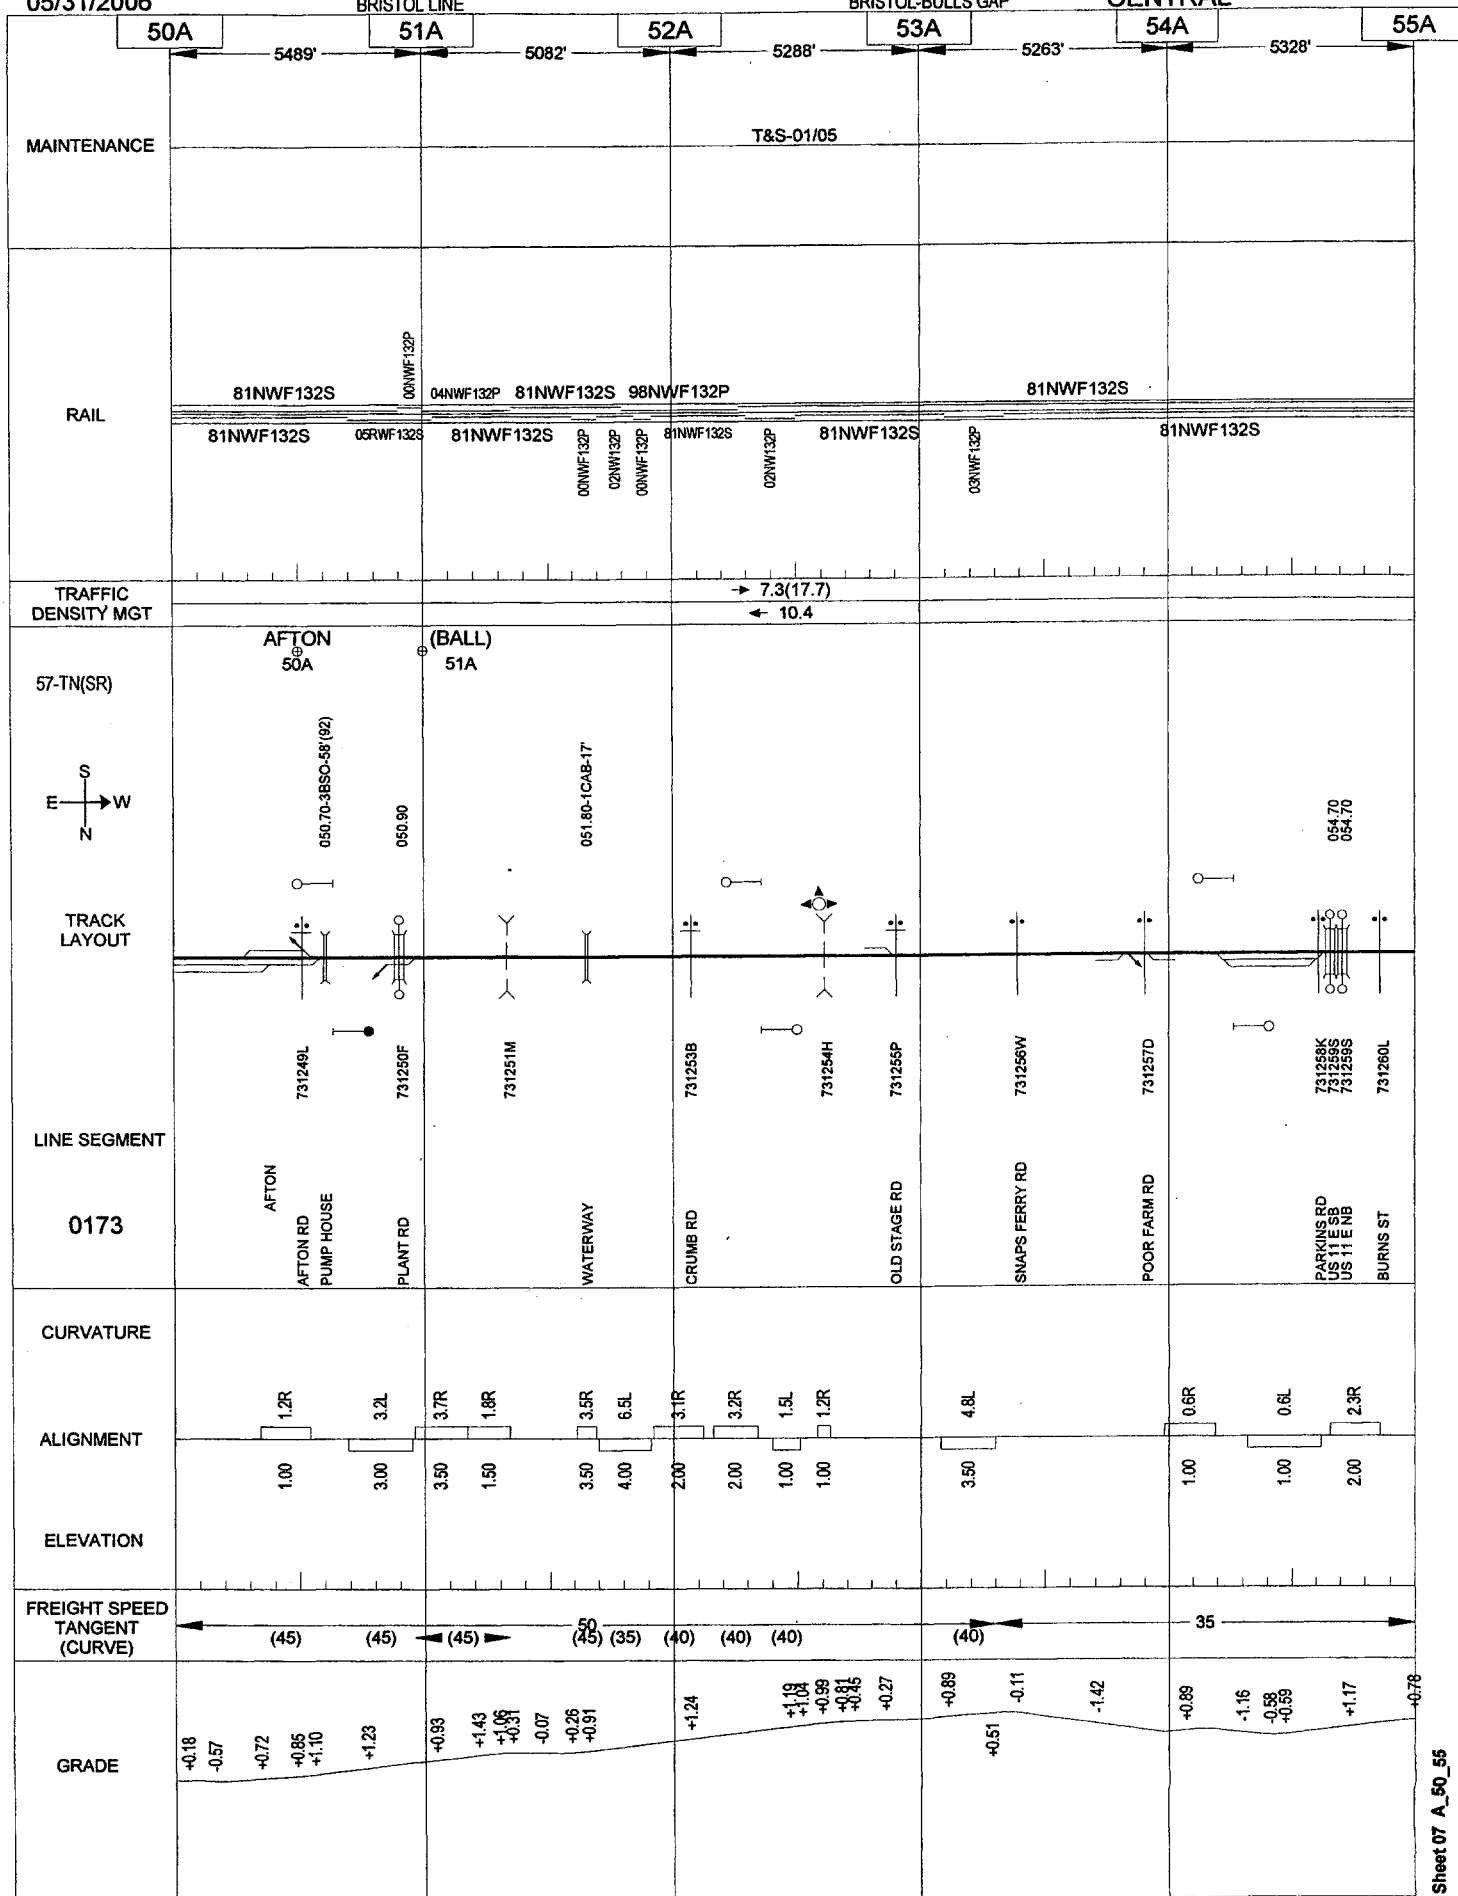 05/31/2006
BRISTOL LINE
BRISTOL-BULLS GAP
CENTRAL
50A 51A 52A 53A 54A 55A
5489' 5082' 5288' 5263' 5328'
MAINTENANCE
T&S-01/05
RAIL
00NWF132P
81NWF132S 04NWF132P 81NWF132S 98NWF132P 81NWF132S
81NWF132S 05RWF132S 81NWF132S 81NWF132S 81NWF132S 81NWF132S
00NWF132P 02NW132P 00NWF132P 02NW132P 03NWF132P
TRAFFIC
DENSITY MGT
7.3(17.7)
10.4
AFTON (BALL)
50A 51A
57-TN(SR)
S
E W
N
050.70-3BSO-58'(92)
050.90
051.80-1CAB-17'
054.70
054.70
TRACK
LAYOUT
731249L
731250F
731251M
731253B
731254H
731255P
731256W
731257D
731258K
731259S
731259S
731260L
LINE SEGMENT
0173
AFTON
AFTON RD
PUMP HOUSE
PLANT RD
WATERWAY
CRUMB RD
OLD STAGE RD
SNAPS FERRY RD
POOR FARM RD
PARKINS RD
US 11 E SB
US 11 E NB
BURNS ST
CURVATURE
1.2R 3.2L 3.7R 1.8R 3.5R 6.5L 3.1R 3.2R 1.5L 1.2R 4.8L 0.6R 0.6L 2.3R
ALIGNMENT
1.00 3.00 3.50 1.50 3.50 4.00 2.00 2.00 1.00 1.00 3.50 1.00 1.00 2.00
ELEVATION
FREIGHT SPEED
TANGENT
(CURVE)
50 35
(45) (45) (45) (45) (35) (40) (40) (40) (40)
GRADE
+0.18 -0.57 +0.72 +0.85 +1.10 +1.23 +0.93 +1.43 +1.06 +0.31 -0.07 +0.26 +0.91 +1.24 +1.19 +1.04 +0.99 +0.81 +0.45 +0.27 +0.89 +0.51 -0.11 -1.42 +0.89 -1.16 -0.58 +0.59 +1.17 +0.78
Sheet 07 A_50_55